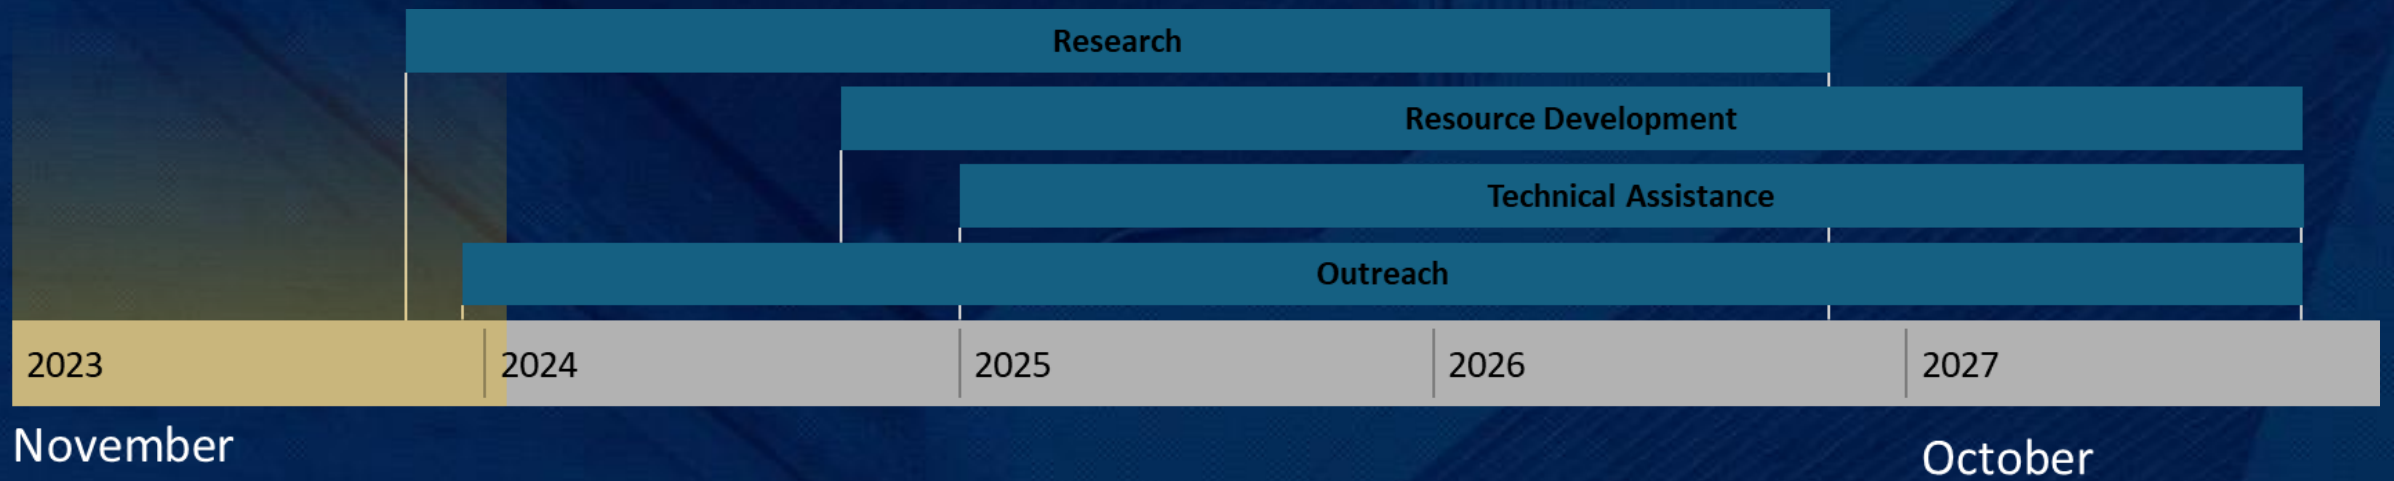 Research
Resource Development
Technical Assistance
Outreach
2023 2024 2025 2026 2027
November October